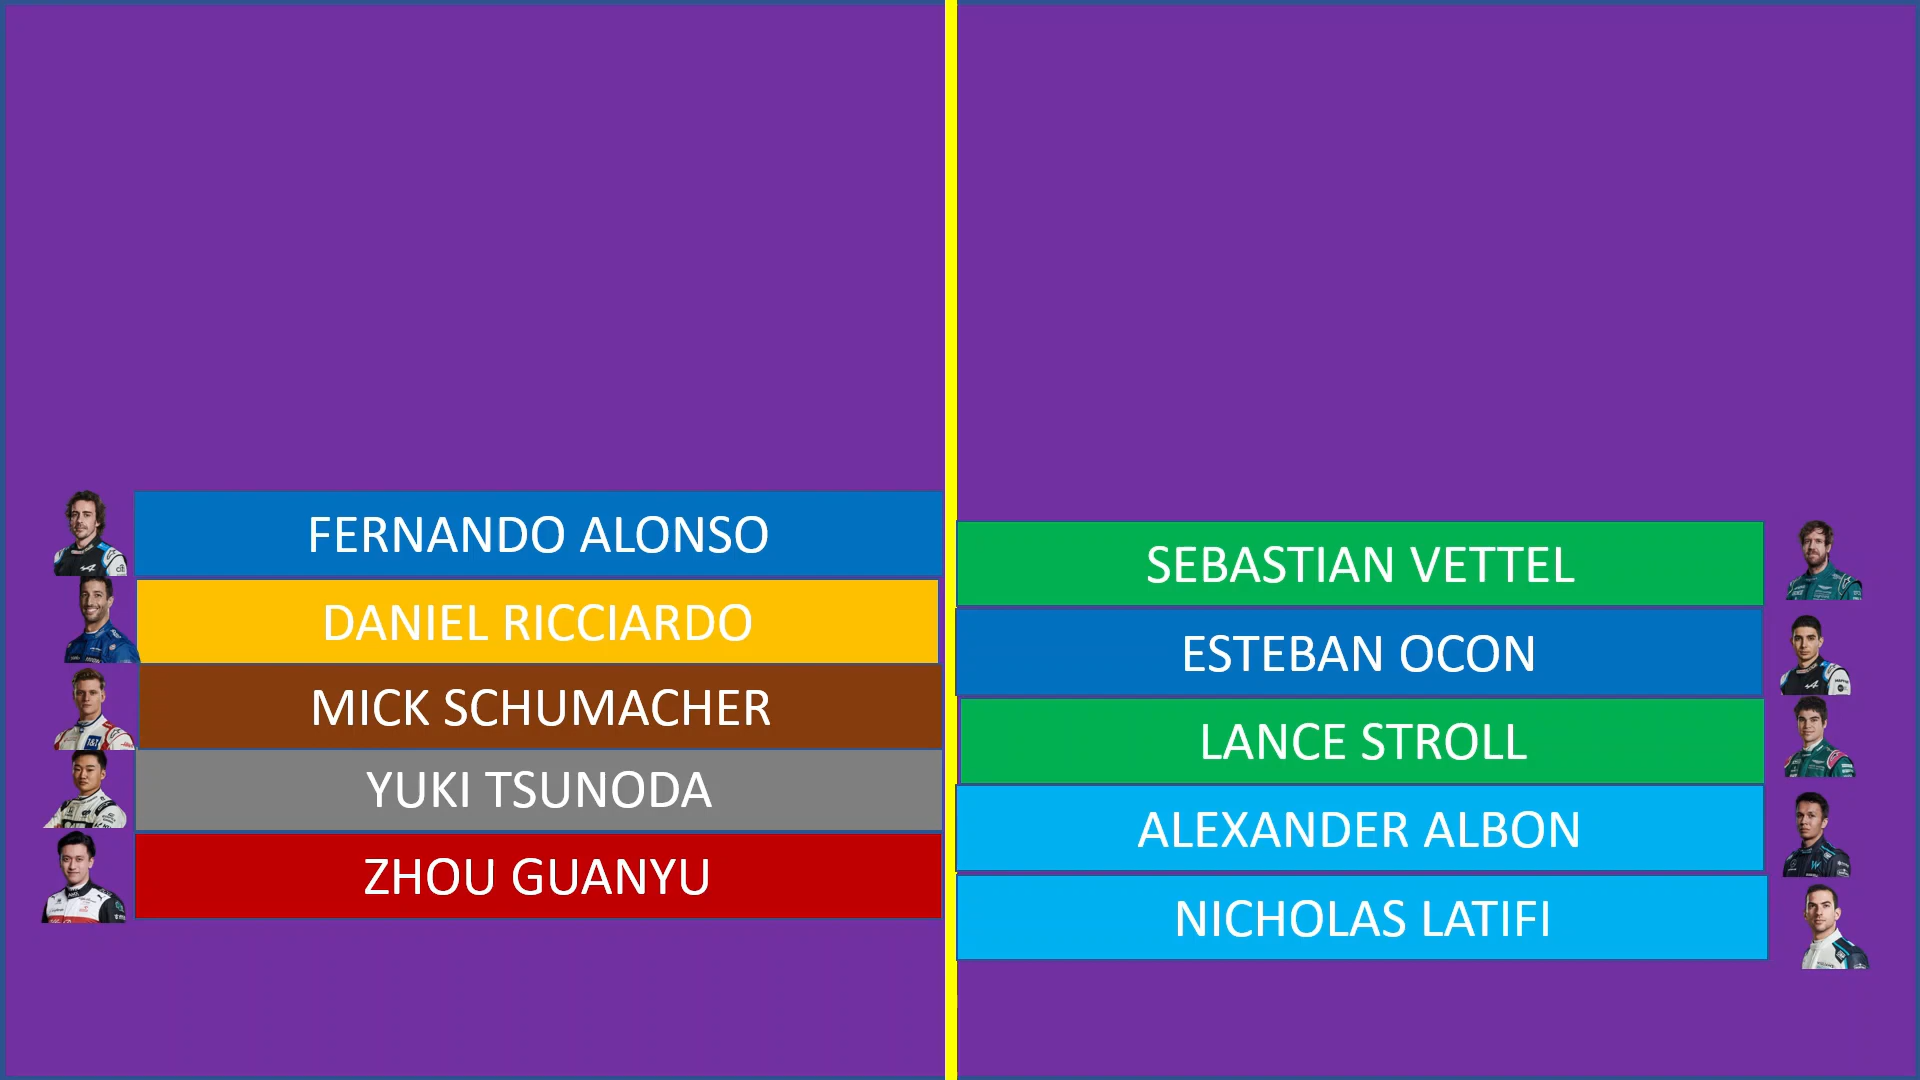 FERNANDO ALONSO
DANIEL RICCIARDO
MICK SCHUMACHER
YUKI TSUNODA
ZHOU GUANYU
SEBASTIAN VETTEL
ESTEBAN OCON
LANCE STROLL
ALEXANDER ALBON
NICHOLAS LATIFI